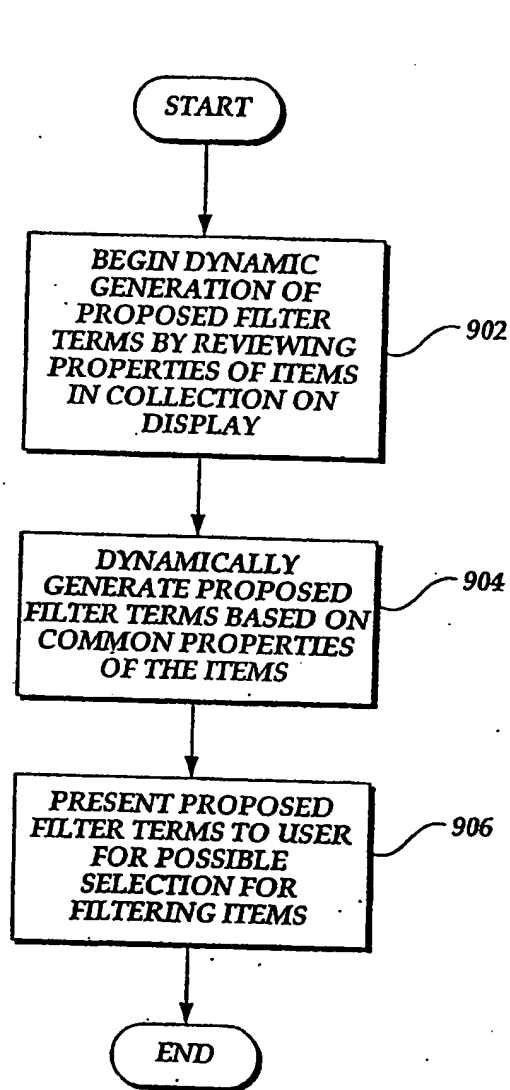 START
BEGIN DYNAMIC
GENERATION OF
PROPOSED FILTER
TERMS BY REVIEWING
PROPERTIES OF ITEMS
IN COLLECTION ON
DISPLAY
902
DYNAMICALLY
GENERATE PROPOSED
FILTER TERMS BASED ON
COMMON PROPERTIES
OF THE ITEMS
904
PRESENT PROPOSED
FILTER TERMS TO USER
FOR POSSIBLE
SELECTION FOR
FILTERING ITEMS
906
END